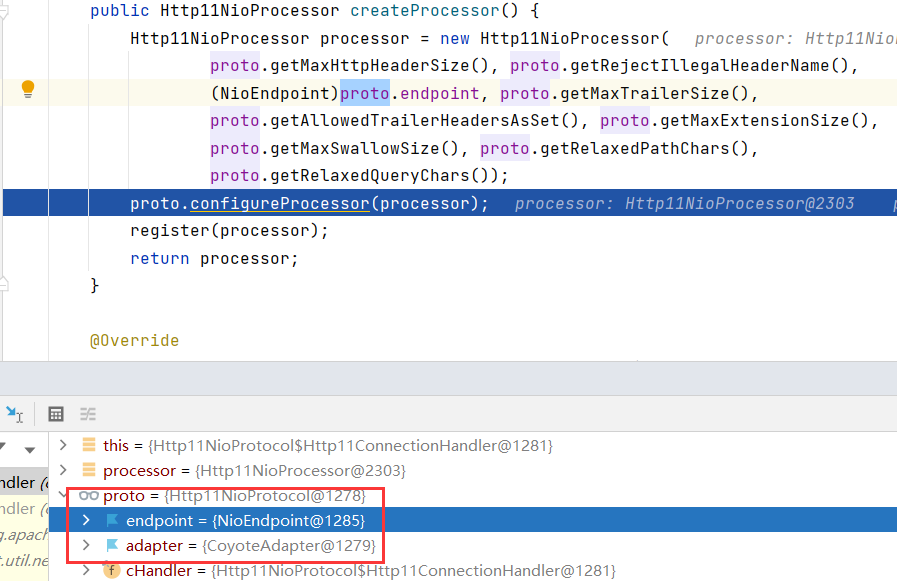 public Http11NioProcessor createProcessor() {
Http11NioProcessor processor = new Http11NioProcessor( processor: Http11Nio
proto.getMaxHttpHeaderSize(), proto.getRejectIllegalHeaderName(),
(NioEndpoint)proto.endpoint, proto.getMaxTrailerSize(),
proto.getAllowedTrailerHeadersAsSet(), proto.getMaxExtensionSize(),
proto.getMaxSwallowSize(), proto.getRelaxedPathChars(),
proto.getRelaxedQueryChars());
proto.configureProcessor(processor); processor: Http11NioProcessor@2303
register(processor);
return processor;
}
@Override
this = {Http11NioProtocol$Http11ConnectionHandler@1281}
processor = {Http11NioProcessor@2303}
ndler (
proto = {Http11NioProtocol@1278}
ndler (
endpoint = {NioEndpoint@1285}
g.apach
adapter = {CoyoteAdapter@1279}
t.util.ne
f cHandler = {Http11NioProtocol$Http11ConnectionHandler@1281}